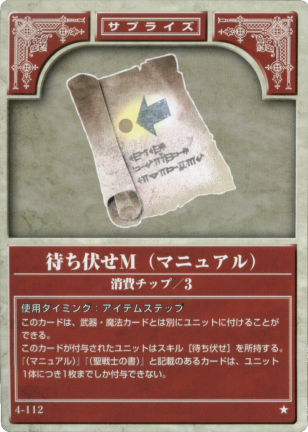 サプライズ
待ち伏せM（マニュアル）
消費チップ／3
使用タイミング：アイテムステップ
このカードは、武器・魔法カードとは別にユニットに付けることが
できる。
このカードが付与されたユニットはスキル［待ち伏せ］を所持する。
『（マニュアル）』『（聖戦士の書）』と記載のあるカードは、ユニット
1体につき1枚までしか付与できない。
4-112 ★